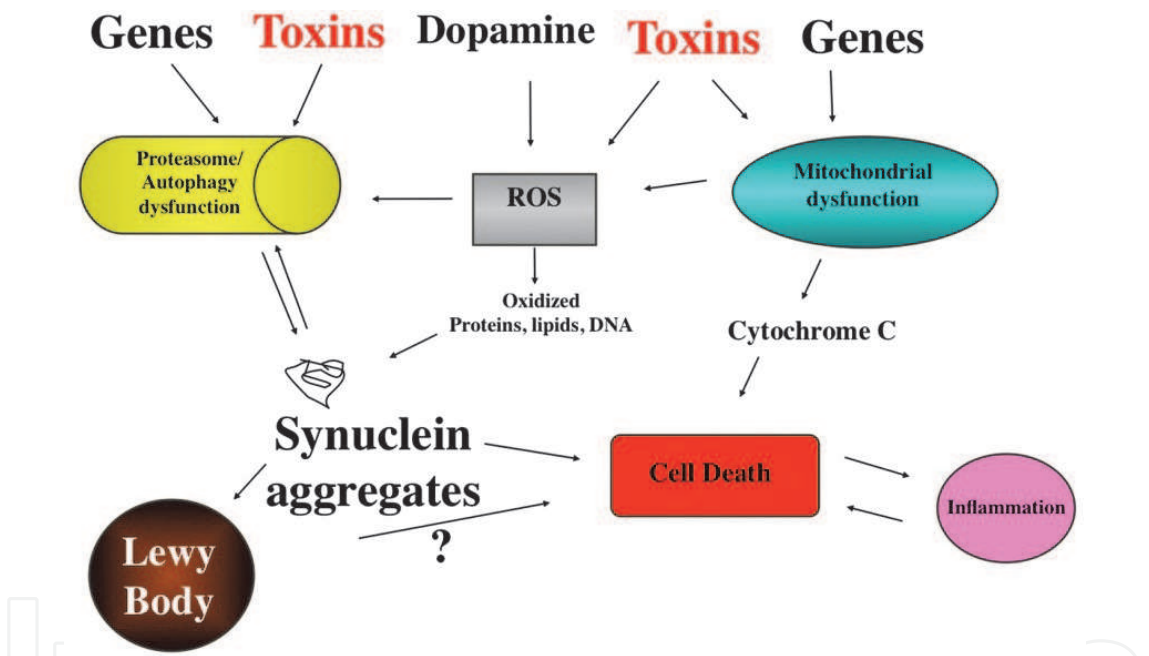 Genes
Toxins
Dopamine
Toxins
Genes
Proteasome/
Autophagy
dysfunction
ROS
Mitochondrial
dysfunction
Oxidized
Proteins, lipids, DNA
Cytochrome C
Synuclein
aggregates
Cell Death
Inflammation
?
Lewy
Body